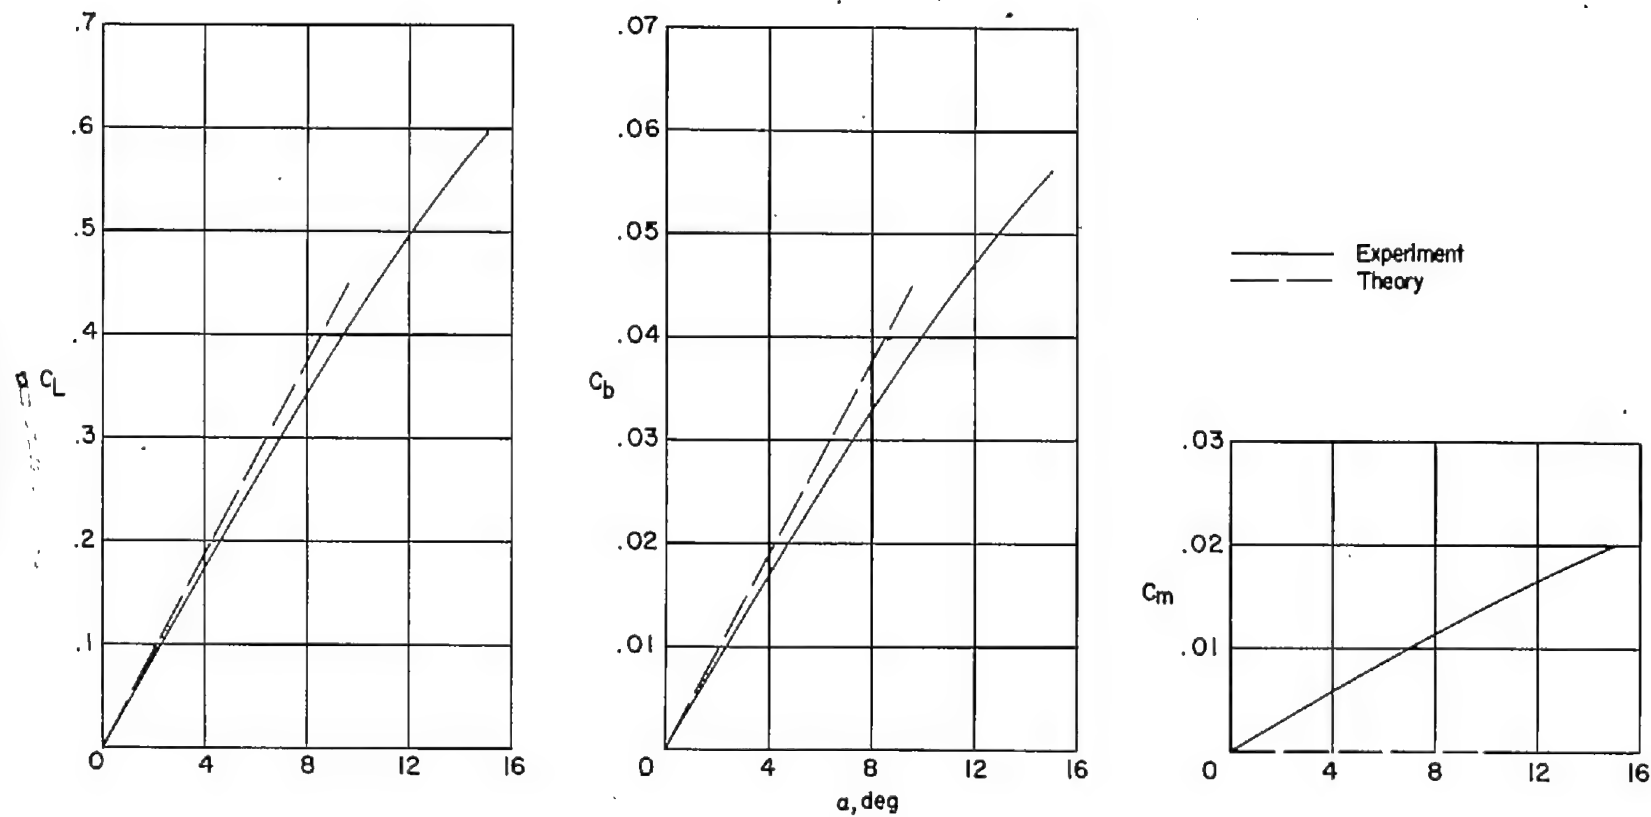 .7
.6
.5
.4
.3
.2
.1
C_L
0 4 8 12 16
.07
.06
.05
.04
.03
.02
.01
C_b
0 4 8 12 16
α, deg
Experiment
Theory
.03
.02
.01
C_m
0 4 8 12 16